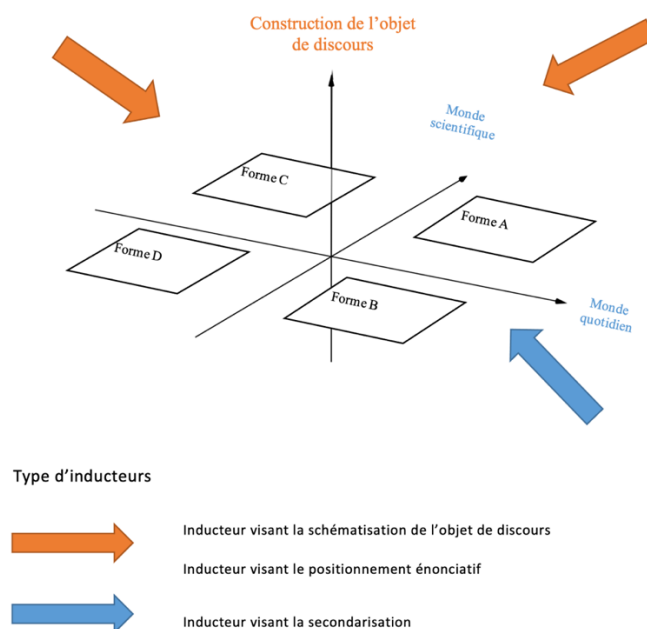 Construction de l’objet
de discours
Monde
scientifique
Forme C
Forme A
Forme D
Forme B
Monde
quotidien
Type d’inducteurs
Inducteur visant la schématisation de l’objet de discours
Inducteur visant le positionnement énonciatif
Inducteur visant la secondarisation